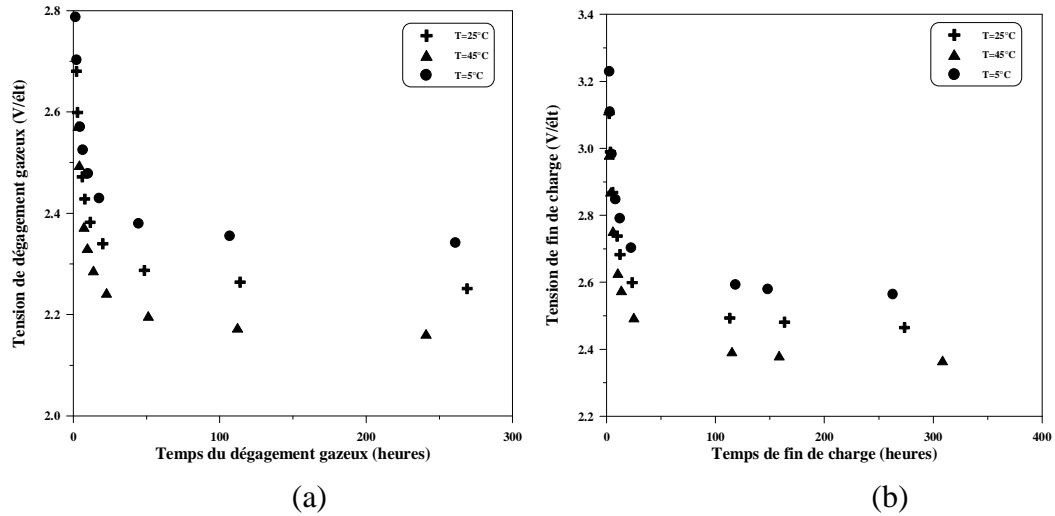 2.8
2.6
2.4
2.2
2.0
Tension de dégagement gazeux (V/élt)
T=25°C
T=45°C
T=5°C
0
100
200
300
Temps du dégagement gazeux (heures)
(a)
3.4
3.2
3.0
2.8
2.6
2.4
2.2
Tension de fin de charge (V/élt)
T=25°C
T=45°C
T=5°C
0
100
200
300
400
Temps de fin de charge (heures)
(b)